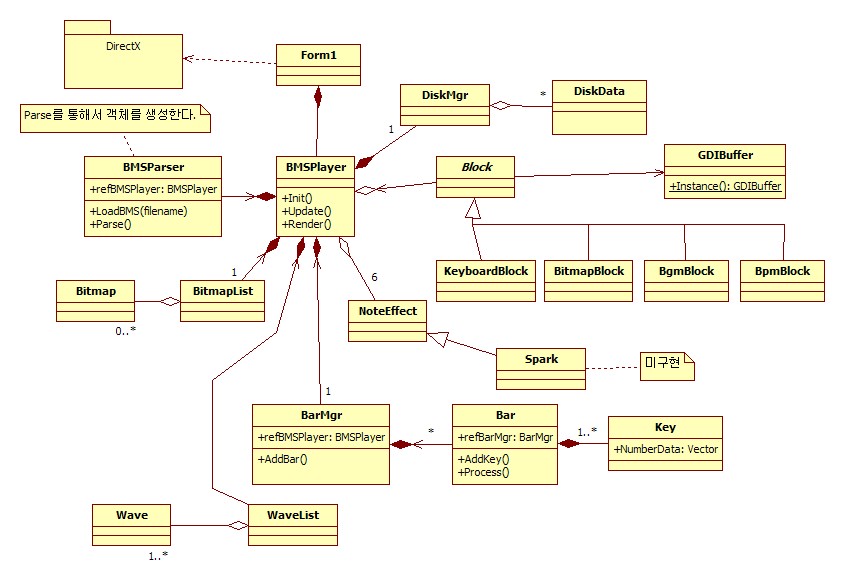 DirectX
Form1
DiskMgr
DiskData
*
1
Parse를 통해서 객체를 생성한다.
BMSParser
+refBMSPlayer: BMSPlayer
+LoadBMS(filename)
+Parse()
BMSPlayer
+Init()
+Update()
+Render()
Block
GDIBuffer
+Instance(): GDIBuffer
KeyboardBlock
BitmapBlock
BgmBlock
BpmBlock
Bitmap
0..*
BitmapList
1
6
NoteEffect
Spark
미구현
1
BarMgr
+refBMSPlayer: BMSPlayer
+AddBar()
*
Bar
+refBarMgr: BarMgr
+AddKey()
+Process()
1..*
Key
+NumberData: Vector
Wave
1..*
WaveList